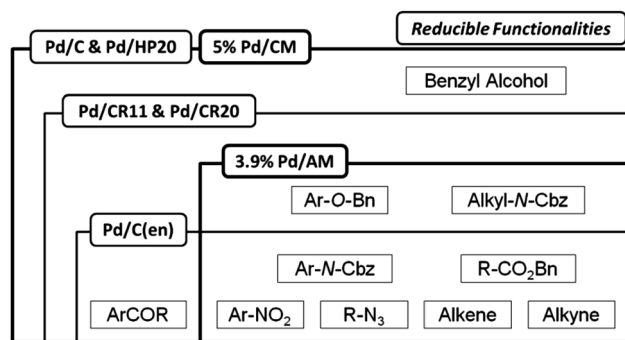 Reducible Functionalities
Pd/C & Pd/HP20 5% Pd/CM
Benzyl Alcohol
Pd/CR11 & Pd/CR20
3.9% Pd/AM
Ar-O-Bn Alkyl-N-Cbz
Pd/C(en)
Ar-N-Cbz R-CO₂Bn
ArCOR Ar-NO₂ R-N₃ Alkene Alkyne